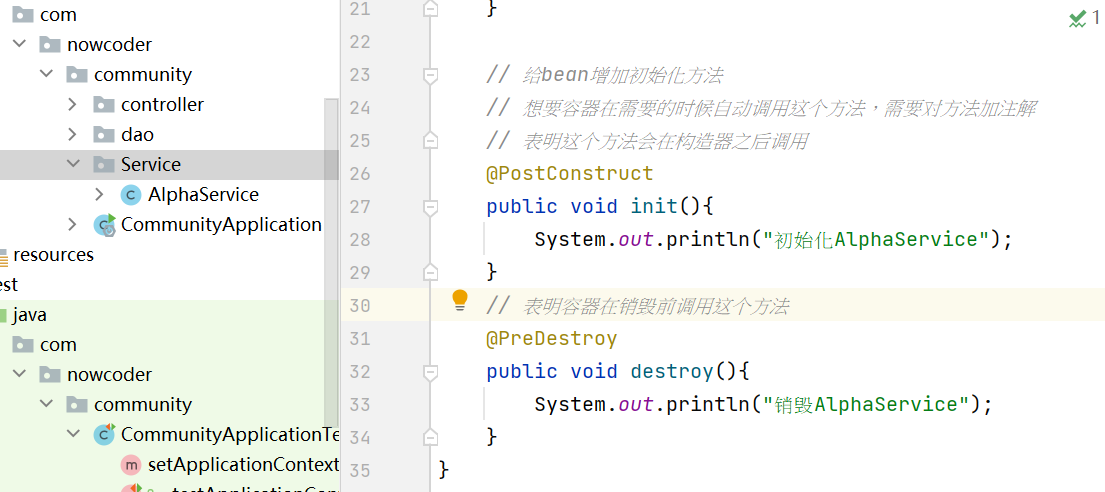 com
nowcoder
community
controller
dao
Service
AlphaService
CommunityApplication
resources
est
java
com
nowcoder
community
CommunityApplicationTe
setApplicationContext
21 }
22
23 // 给bean增加初始化方法
24 // 想要容器在需要的时候自动调用这个方法，需要对方法加注解
25 // 表明这个方法会在构造器之后调用
26 @PostConstruct
27 public void init(){
28 System.out.println("初始化AlphaService");
29 }
30 // 表明容器在销毁前调用这个方法
31 @PreDestroy
32 public void destroy(){
33 System.out.println("销毁AlphaService");
34 }
35 }
1